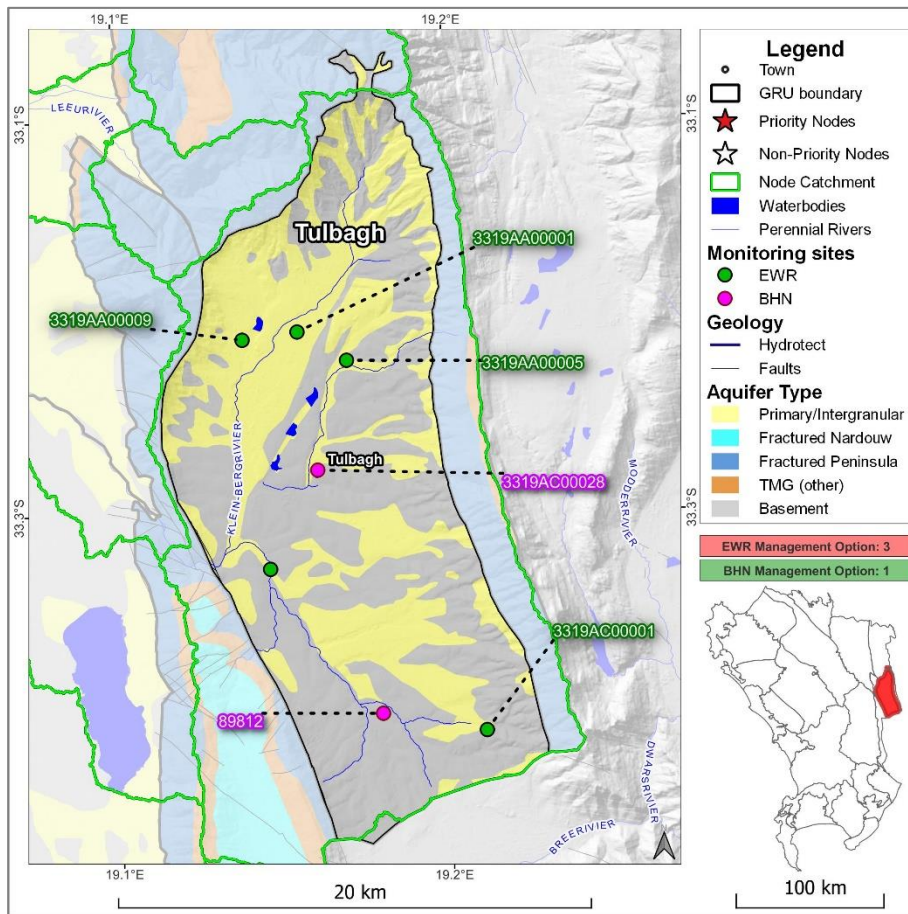 19.1°E
19.2°E
33.1°S
33.1°S
LEEURIVIER
Tulbagh
3319AA00001
3319AA00009
3319AA00005
Tulbagh
3319AC00028
KLEIN-BERGRIVIER
MODDERRIVIER
33.3°S
33.3°S
3319AC00001
89812
DWARSRIVIER
BREERIVIER
19.1°E
19.2°E
20 km
Legend
Town
GRU boundary
Priority Nodes
Non-Priority Nodes
Node Catchment
Waterbodies
Perennial Rivers
Monitoring sites
EWR
BHN
Geology
Hydrotect
Faults
Aquifer Type
Primary/Intergranular
Fractured Nardouw
Fractured Peninsula
TMG (other)
Basement
EWR Management Option: 3
BHN Management Option: 1
100 km